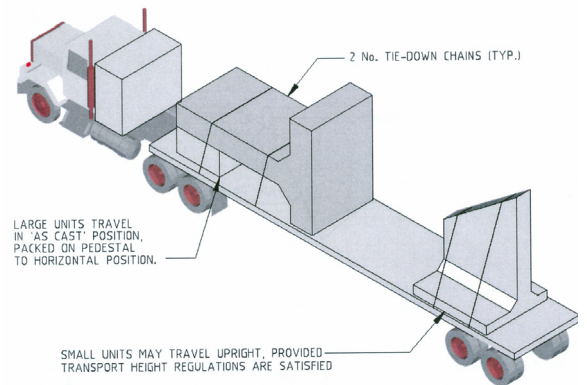 2 No. TIE-DOWN CHAINS (TYP.)
LARGE UNITS TRAVEL
IN 'AS CAST' POSITION,
PACKED ON PEDESTAL
TO HORIZONTAL POSITION.
SMALL UNITS MAY TRAVEL UPRIGHT, PROVIDED
TRANSPORT HEIGHT REGULATIONS ARE SATISFIED